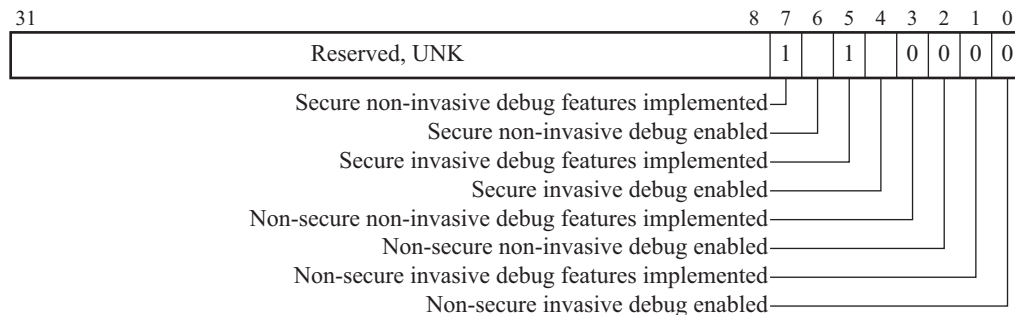 31 8 7 6 5 4 3 2 1 0
Reserved, UNK 1 1 0 0 0 0
Secure non-invasive debug features implemented
Secure non-invasive debug enabled
Secure invasive debug features implemented
Secure invasive debug enabled
Non-secure non-invasive debug features implemented
Non-secure non-invasive debug enabled
Non-secure invasive debug features implemented
Non-secure invasive debug enabled